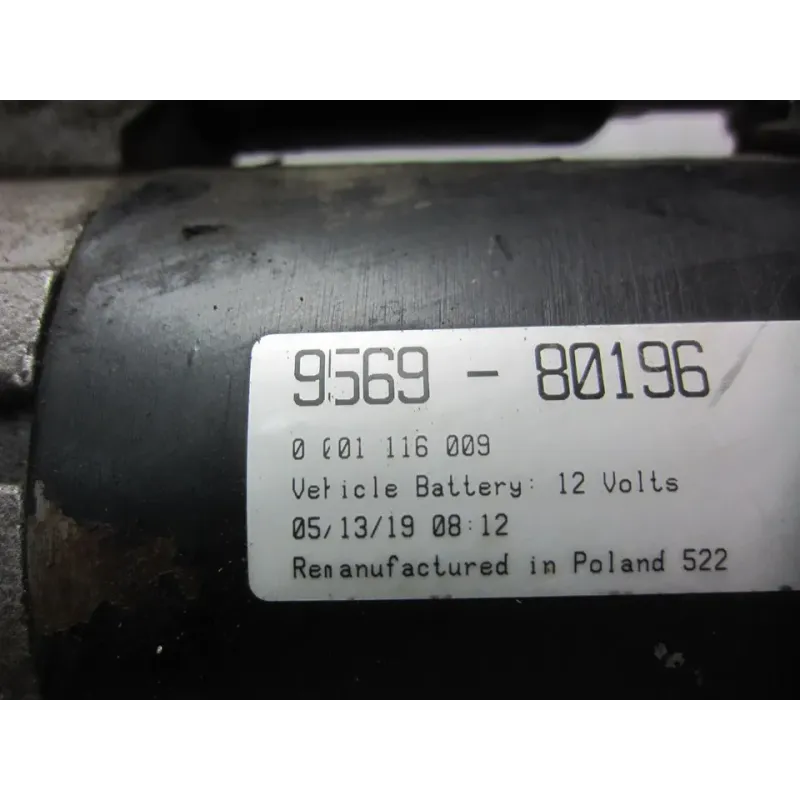 9569 - 80196
0 001 116 009
Vehicle Battery: 12 Volts
05/13/19 08:12
Remanufactured in Poland 522